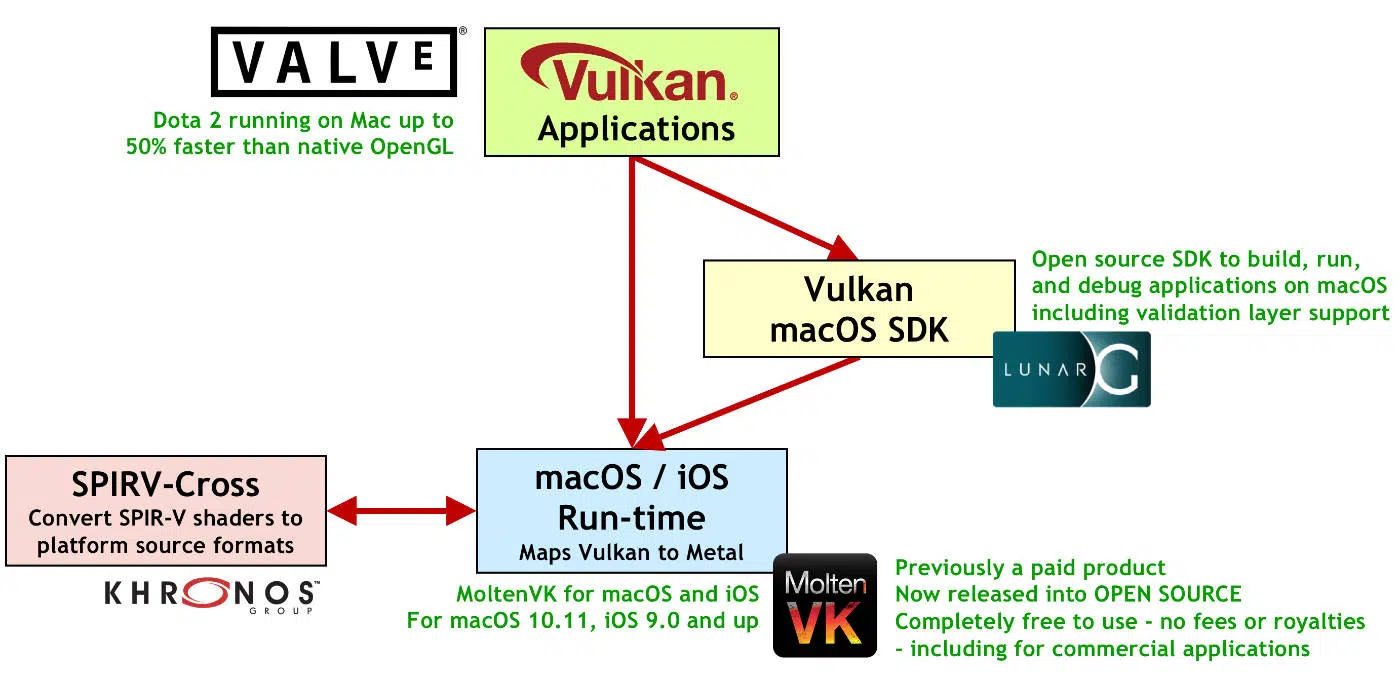 VALVE®
Dota 2 running on Mac up to
50% faster than native OpenGL
Vulkan®
Applications
Vulkan
macOS SDK
Open source SDK to build, run,
and debug applications on macOS
including validation layer support
LUNARG
SPIRV-Cross
Convert SPIR-V shaders to
platform source formats
KHRONOS™
GROUP
macOS / iOS
Run-time
Maps Vulkan to Metal
MoltenVK for macOS and iOS
For macOS 10.11, iOS 9.0 and up
Molten
VK
Previously a paid product
Now released into OPEN SOURCE
Completely free to use - no fees or royalties
- including for commercial applications